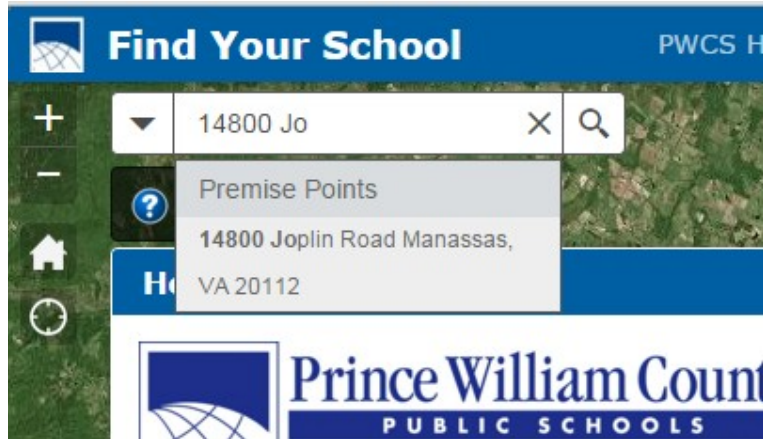 Find Your School
PWCS H
14800 Jo
Premise Points
14800 Joplin Road Manassas,
VA 20112
Prince William Count
PUBLIC SCHOOLS